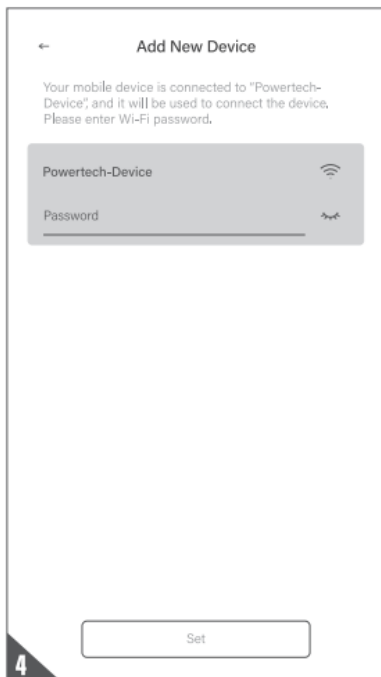 ← Add New Device
Your mobile device is connected to "Powertech-
Device", and it will be used to connect the device.
Please enter Wi-Fi password.
Powertech-Device
Password
Set
4